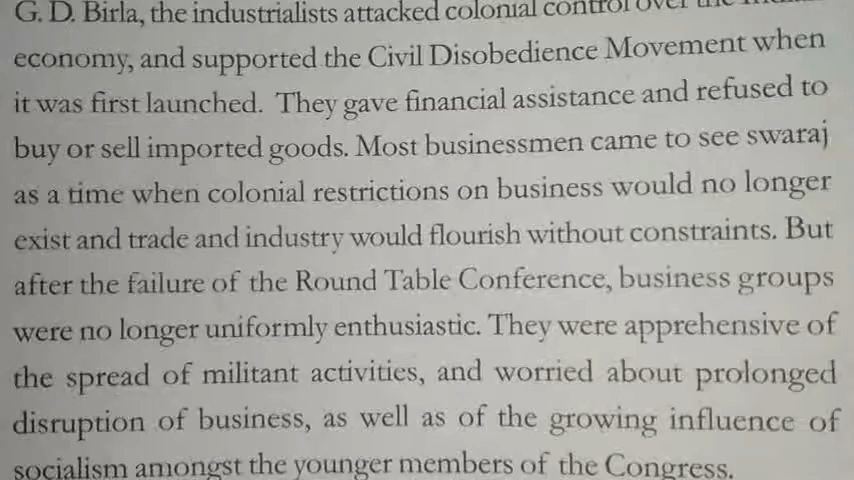 G. D. Birla, the industrialists attacked colonial control over the
economy, and supported the Civil Disobedience Movement when
it was first launched. They gave financial assistance and refused to
buy or sell imported goods. Most businessmen came to see swaraj
as a time when colonial restrictions on business would no longer
exist and trade and industry would flourish without constraints. But
after the failure of the Round Table Conference, business groups
were no longer uniformly enthusiastic. They were apprehensive of
the spread of militant activities, and worried about prolonged
disruption of business, as well as of the growing influence of
socialism amongst the younger members of the Congress.